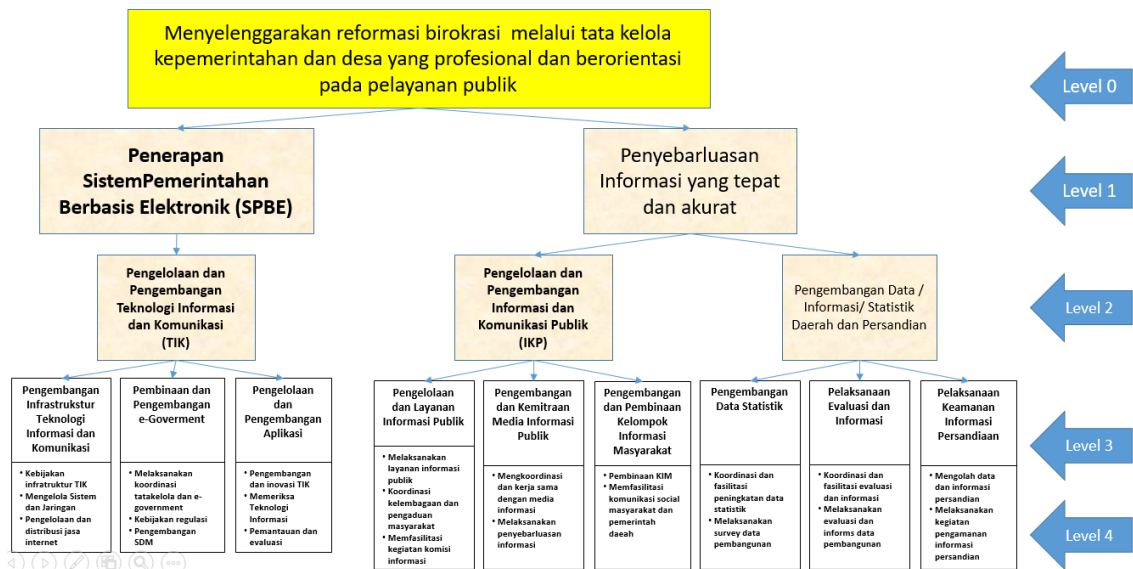 Menyelenggarakan reformasi birokrasi melalui tata kelola
kepemerintahan dan desa yang profesional dan berorientasi
pada pelayanan publik
Level 0
Penerapan
SistemPemerintahan
Berbasis Elektronik (SPBE)
Penyebarluasan
Informasi yang tepat
dan akurat
Level 1
Pengelolaan dan
Pengembangan
Teknologi Informasi
dan Komunikasi
(TIK)
Pengelolaan dan
Pengembangan
Informasi dan
Komunikasi Publik
(IKP)
Pengembangan Data /
Informasi/ Statistik
Daerah dan Persandian
Level 2
Pengembangan
Infrastrukstur
Teknologi
Informasi dan
Komunikasi
• Kebijakan
infratruktur TIK
• Mengelola Sistem
dan Jaringan
• Pengelolaan dan
distribusi jasa
internet
Pembinaan dan
Pengembangan
e-Goverment
• Melaksanakan
koordinasi
tatakelola dan e-
government
• Kebijakan regulasi
• Pengembangan
SDM
Pengelolaan
dan
Pengembangan
Aplikasi
• Pengembangan
dan inovasi TIK
• Memeriksa
Teknologi
Informasi
• Pemantauan dan
evaluasi
Pengelolaan
dan Layanan
Informasi Publik
• Melaksanakan
layanan informasi
publik
• Koordinasi
kelembagaan dan
pengaduan
masyarakat
• Memfasilitasi
kegiatan komisi
informasi
Pengembangan
dan Kemitraan
Media Informasi
Publik
• Mengkoordinasi
dan kerja sama
dengan media
informasi
• Melaksanakan
penyebarluasan
informasi
Pengembangan
dan Pembinaan
Kelompok
Informasi
Masyarakat
• Pembinaan KIM
• Memfasilitasi
komunikasi social
masyarakat dan
pemerintah
daeah
Pengembangan
Data Statistik
• Koordinasi dan
fasilitasi
peningkatan data
statistik
• Melaksanakan
survey data
pembangunan
Pelaksanaan
Evaluasi dan
Informasi
• Koordinasi dan
fasilitasi evaluasi
dan informasi
• Melaksanakan
evaluasi dan
informs data
pembangunan
Pelaksanaan
Keamanan
Informasi
Persandiaan
• Mengolah data
dan informasi
persandian
• Melaksanakan
kegiatan
pengamanan
informasi
persandian
Level 3
Level 4